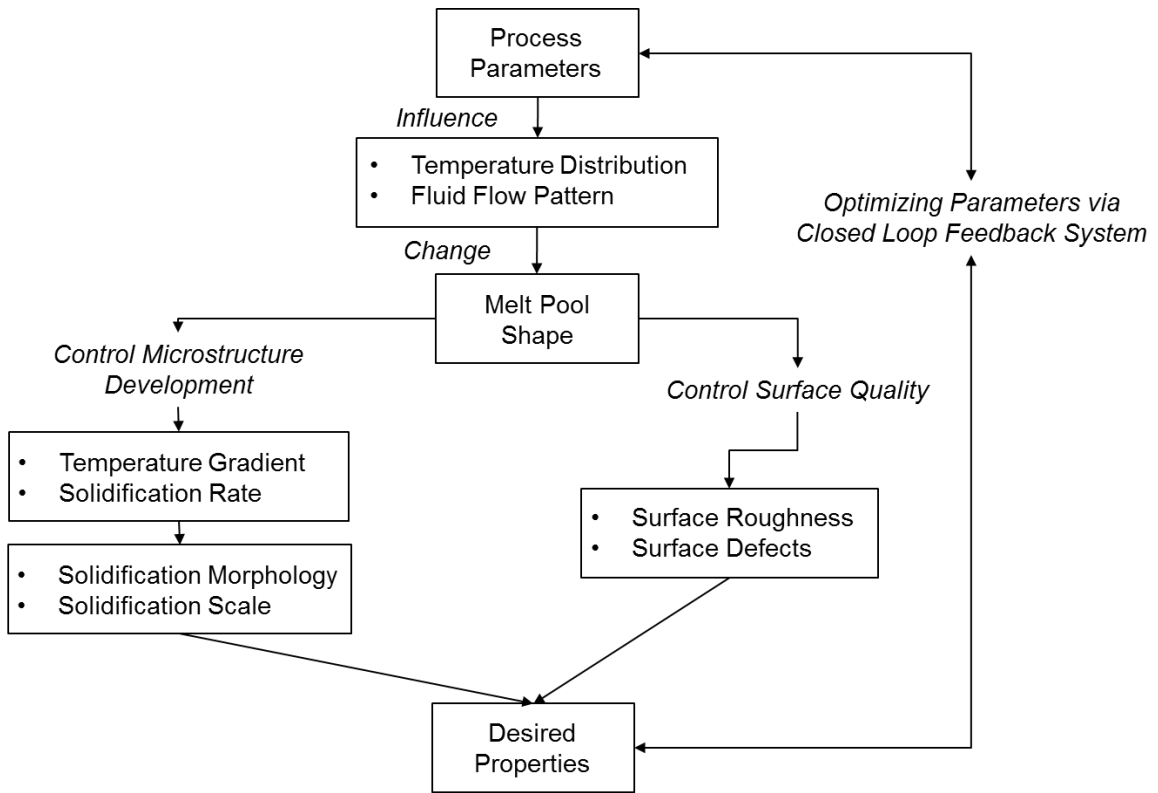 Process
Parameters
Influence
• Temperature Distribution
• Fluid Flow Pattern
Optimizing Parameters via
Closed Loop Feedback System
Change
Melt Pool
Shape
Control Microstructure
Development
Control Surface Quality
• Temperature Gradient
• Solidification Rate
• Surface Roughness
• Surface Defects
• Solidification Morphology
• Solidification Scale
Desired
Properties